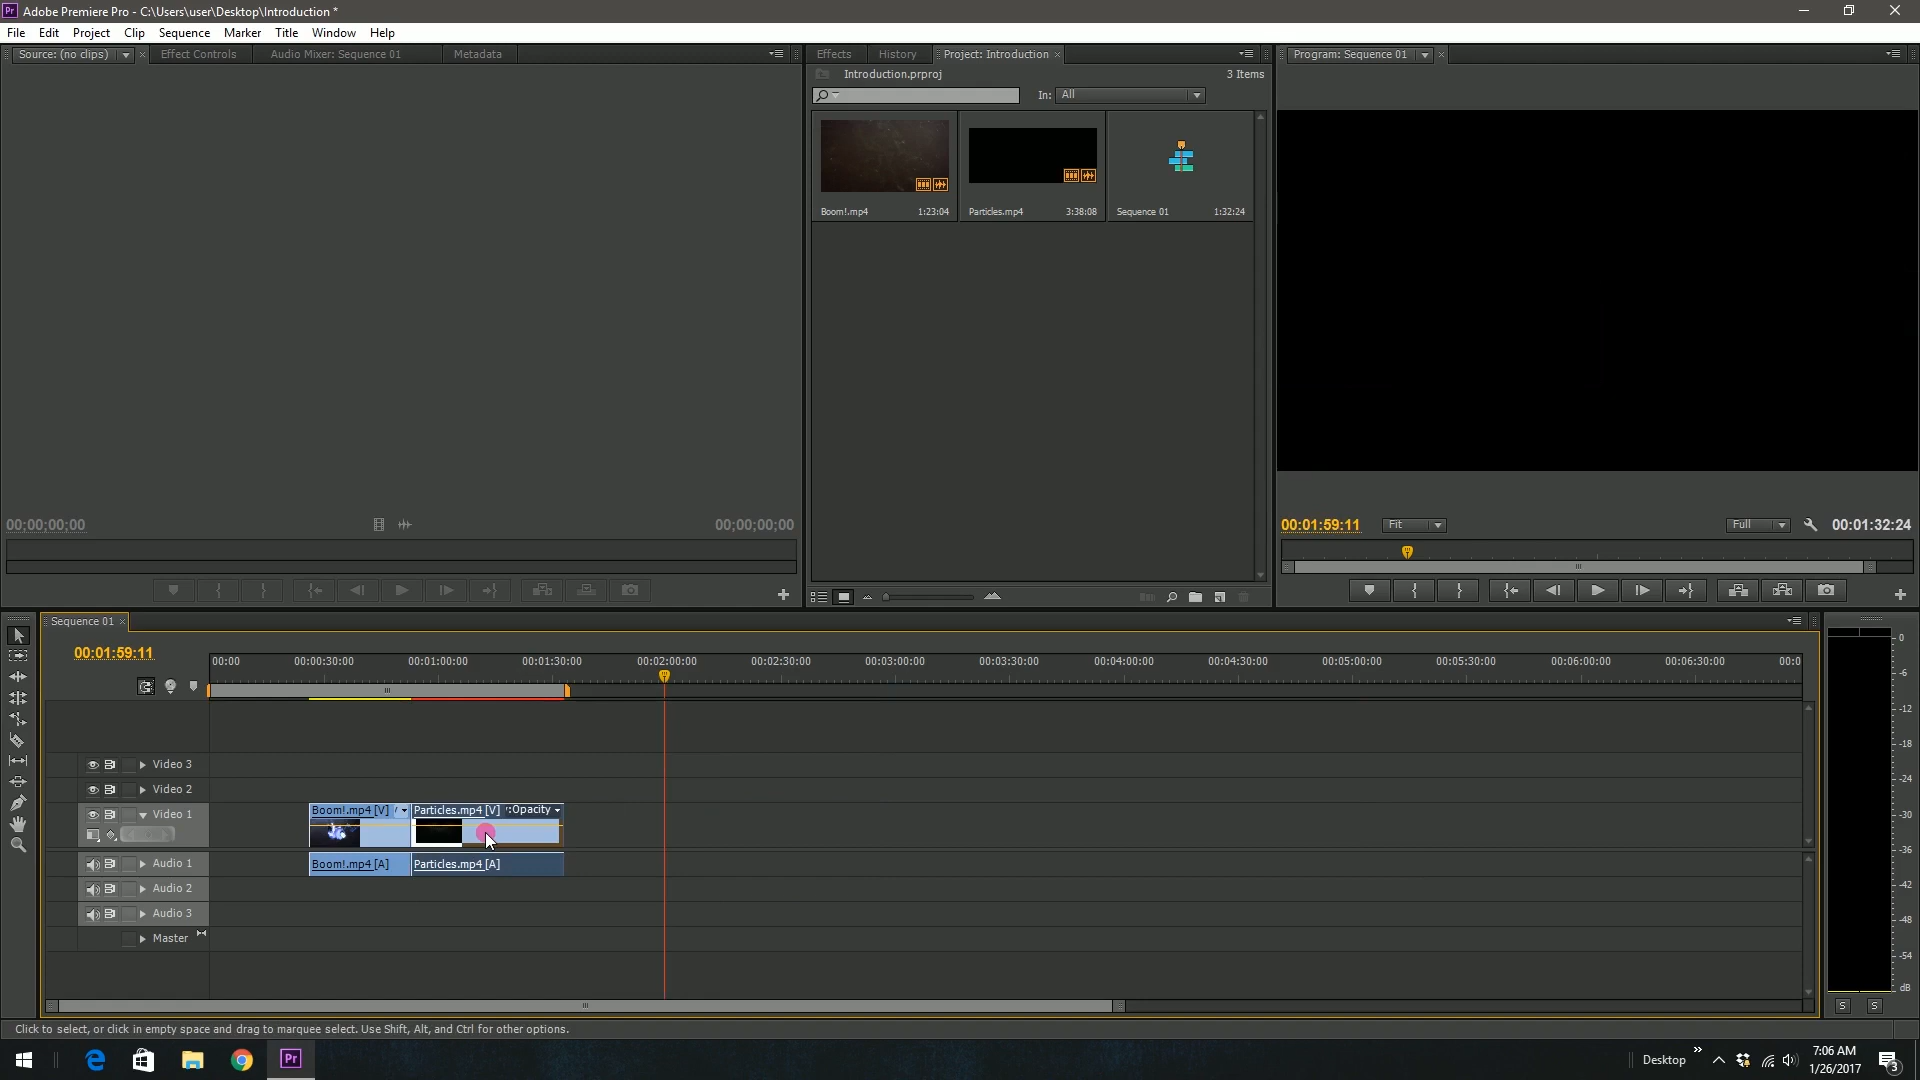 Pr Adobe Premiere Pro - C:\Users\user\Desktop\Introduction *
File Edit Project Clip Sequence Marker Title Window Help
Source: (no clips) Effect Controls Audio Mixer: Sequence 01 Metadata
Effects History Project: Introduction
Program: Sequence 01
Introduction.prproj 3 Items
In: All
Boom!.mp4 1:23:04
Particles.mp4 3:38:08
Sequence 01 1:32:24
00;00;00;00 00;00;00;00
00:01:59:11 Fit Full 00:01:32:24
Sequence 01
00:01:59:11
00:00 00:00:30:00 00:01:00:00 00:01:30:00 00:02:00:00 00:02:30:00 00:03:00:00 00:03:30:00 00:04:00:00 00:04:30:00 00:05:00:00 00:05:30:00 00:06:00:00 00:06:30:00 00:0
Video 3
Video 2
Video 1
Boom!.mp4 [V] Particles.mp4 [V] :Opacity
Audio 1
Boom!.mp4 [A] Particles.mp4 [A]
Audio 2
Audio 3
Master
0
-6
-12
-18
-24
-30
-36
-42
-48
-54
dB
S S
Click to select, or click in empty space and drag to marquee select. Use Shift, Alt, and Ctrl for other options.
Pr
Desktop
7:06 AM
1/26/2017
3